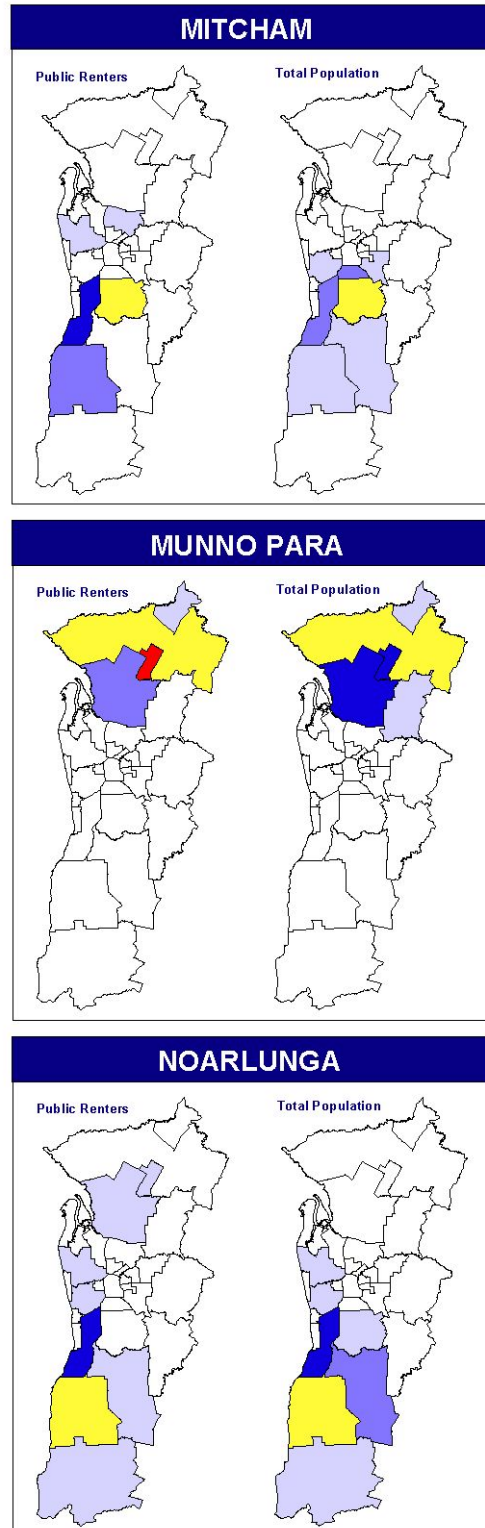 MITCHAM
Public Renters
Total Population
MUNNO PARA
Public Renters
Total Population
NOARLUNGA
Public Renters
Total Population